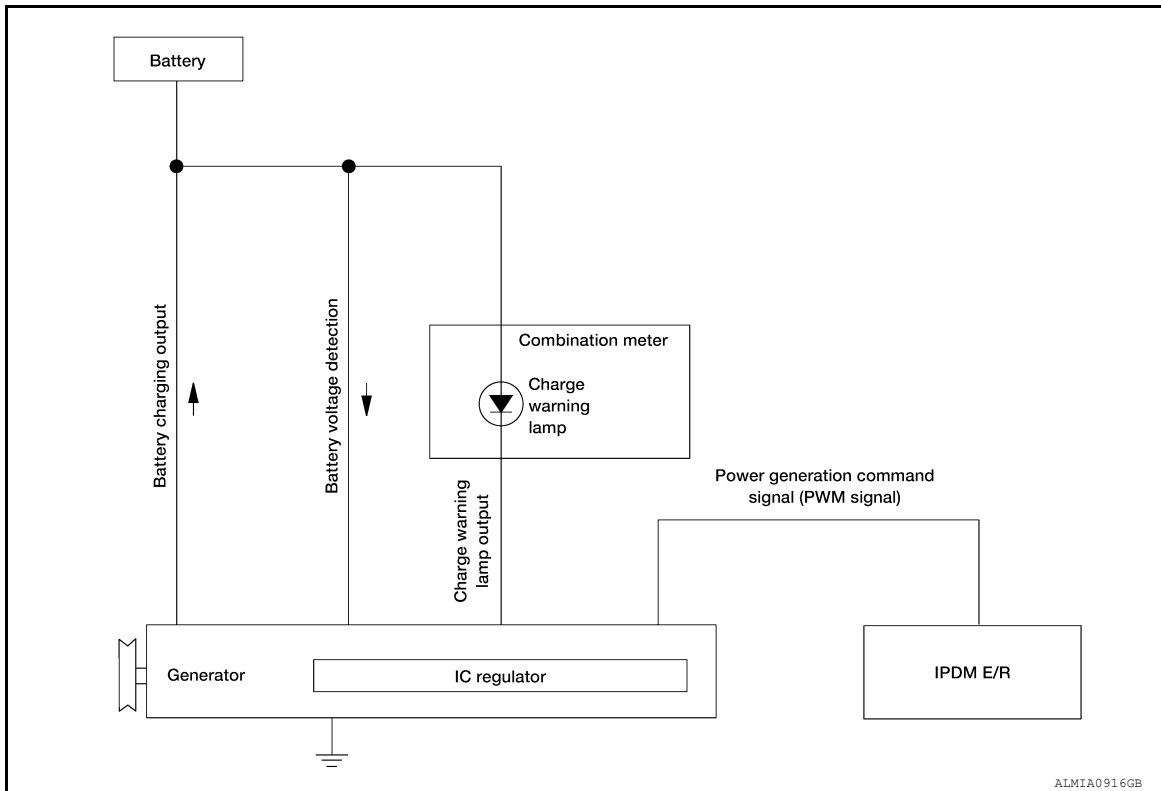 Battery
Battery charging output
Battery voltage detection
Combination meter
Charge
warning
lamp
Charge warning
lamp output
Power generation command
signal (PWM signal)
Generator
IC regulator
IPDM E/R
ALMIA0916GB